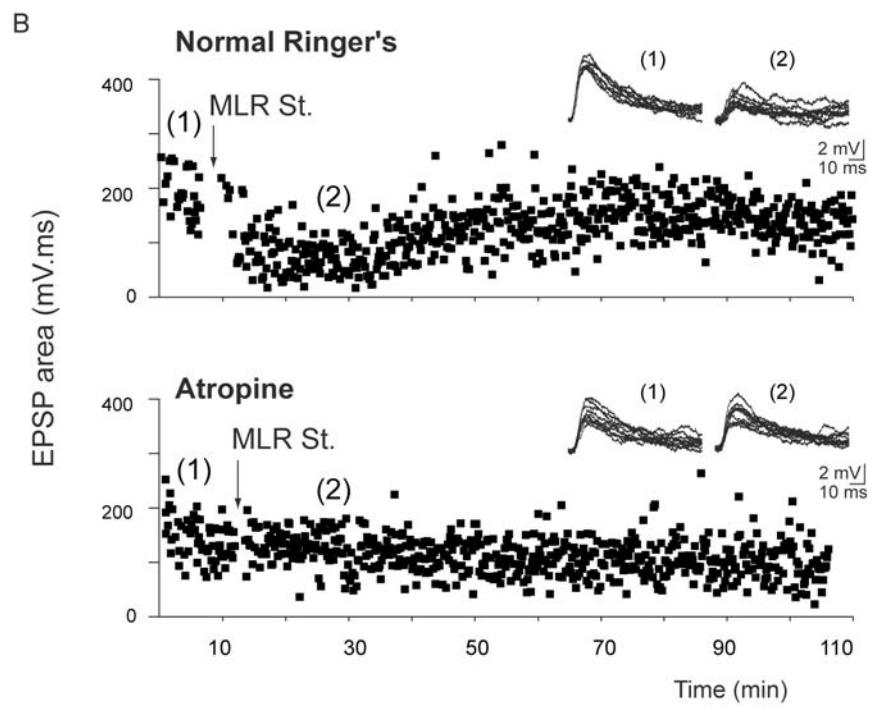 B
Normal Ringer's
EPSP area (mV.ms)
400
200
0
(1)
MLR St.
(2)
(1)
(2)
2 mV
10 ms
Atropine
400
200
0
(1)
MLR St.
(2)
(1)
(2)
2 mV
10 ms
10 30 50 70 90 110
Time (min)